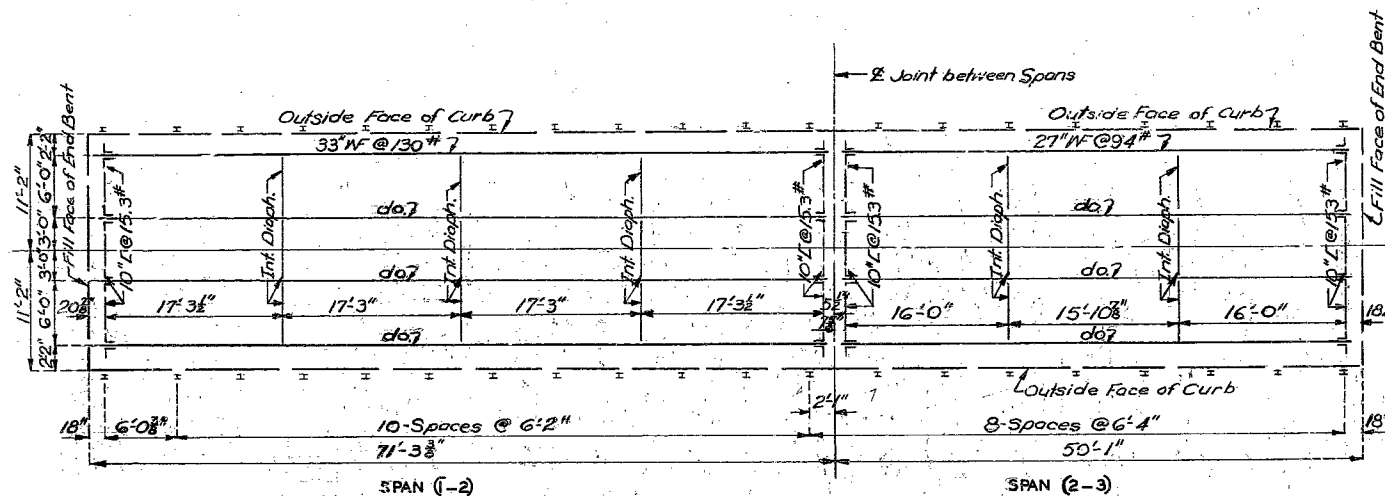 ℄ Joint between Spans
Outside Face of Curb
Outside Face of Curb
33"WF @ 130#
27"WF @ 94#
Fill Face of End Bent
Fill Face of End Bent
11'-2"
11'-2"
2'-2"
6'-0"
3'-0"
3'-0"
6'-0"
10"[@15.3#
Int. Diaph.
Int. Diaph.
Int. Diaph.
10"[@15.3#
10"[@15.3#
Int. Diaph.
Int. Diaph.
10"[@15.3#
do.
do.
do.
do.
do.
do.
17'-3½"
17'-3"
17'-3"
17'-3½"
16'-0"
15'-10⅞"
16'-0"
Outside Face of Curb
2'-1"
18"
6'-0⅜"
10-Spaces @ 6'-2"
8-Spaces @ 6'-4"
71'-3⅜"
50'-1"
SPAN (1-2)
SPAN (2-3)